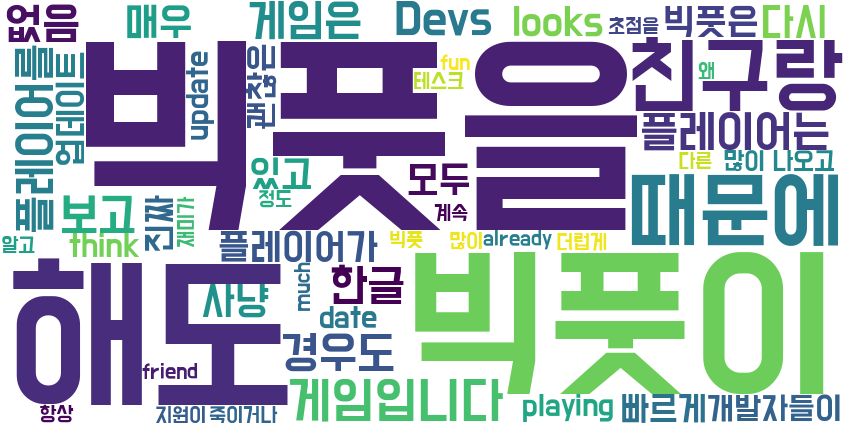 없음
매우
게임은
Devs
looks
초점을
빅풋은
다시
플레이어를
업데이트
update
괜찮은
빅풋을
fun
테스크
친구랑
왜
플레이어는
다른
많이 나오고
있고
정도
모두
계속
때문에
보고
진짜
재미가
알고
think
플레이어가
빅풋
많이
already
더럽게
해도
사냥
much
한글
date
빅풋이
경우도
friend
게임입니다
playing
빠르게
개발자들이
항상
지원이
죽이거나